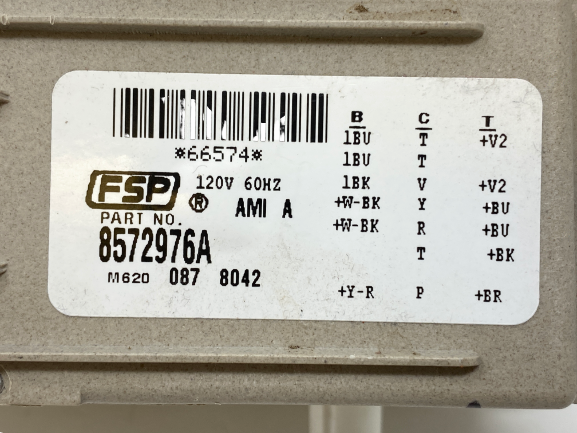 *66574*
FSP ®
120V 60HZ
AMI A
PART NO.
8572976A
M620 087 8042
B C T
1BU T +V2
1BU T
1BK V +V2
+W-BK Y +BU
+W-BK R +BU
T +BK
+Y-R P +BR